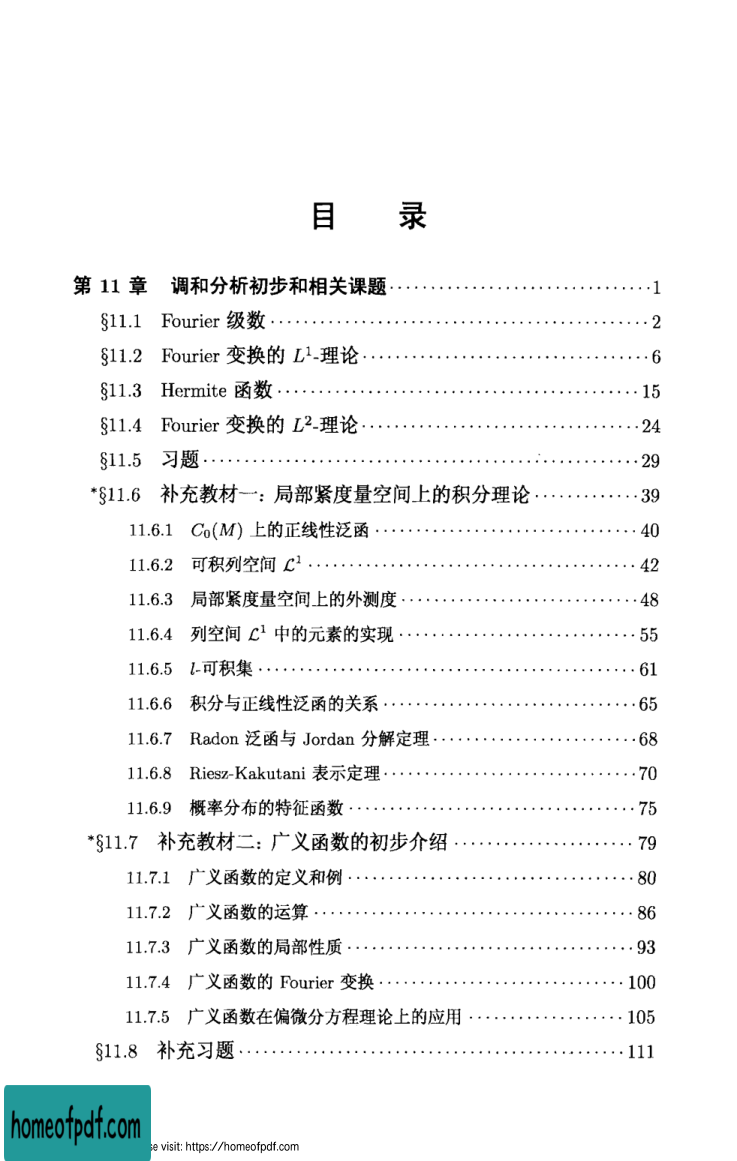 目 录
第 11 章 调和分析初步和相关课题································1
§11.1 Fourier 级数··············································2
§11.2 Fourier 变换的 L¹-理论···································6
§11.3 Hermite 函数············································15
§11.4 Fourier 变换的 L²-理论··································24
§11.5 习题·····················································29
*§11.6 补充教材一: 局部紧度量空间上的积分理论·············39
11.6.1 C₀(M) 上的正线性泛函································40
11.6.2 可积列空间 ℒ¹········································42
11.6.3 局部紧度量空间上的外测度·····························48
11.6.4 列空间 ℒ¹ 中的元素的实现·····························55
11.6.5 l-可积集··············································61
11.6.6 积分与正线性泛函的关系·······························65
11.6.7 Radon 泛函与 Jordan 分解定理·························68
11.6.8 Riesz-Kakutani 表示定理·······························70
11.6.9 概率分布的特征函数···································75
*§11.7 补充教材二: 广义函数的初步介绍······················79
11.7.1 广义函数的定义和例···································80
11.7.2 广义函数的运算·······································86
11.7.3 广义函数的局部性质···································93
11.7.4 广义函数的 Fourier 变换······························100
11.7.5 广义函数在偏微分方程理论上的应用···················105
§11.8 补充习题···············································111
homeofpdf.com
se visit: https://homeofpdf.com